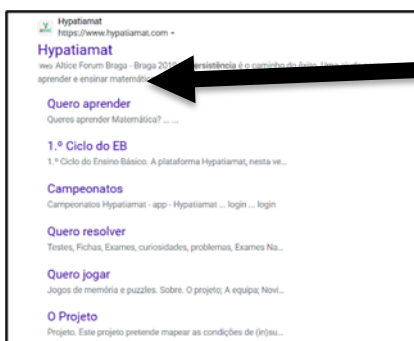 Hypatiamat
https://www.hypatiamat.com
Hypatiamat
Web Altice Forum Braga - Braga ersistência é o caminho do êxito.
aprender e ensinar
Quero aprender
Queres aprender Matemática? ... ...
1.º Ciclo do EB
1.º Ciclo do Ensino Básico. A plataforma Hypatiamat, nesta ve...
Campeonatos
Campeonatos Hypatiamat - app - Hypatiamat ... login ... login
Quero resolver
Testes, Fichas, Exames, curiosidades, problemas, Exames Na...
Quero jogar
Jogos de memória e puzzles. Sobre. O projeto; A equipa; Novi...
O Projeto
Projeto. Este projeto pretende mapear as condições de (in)su...